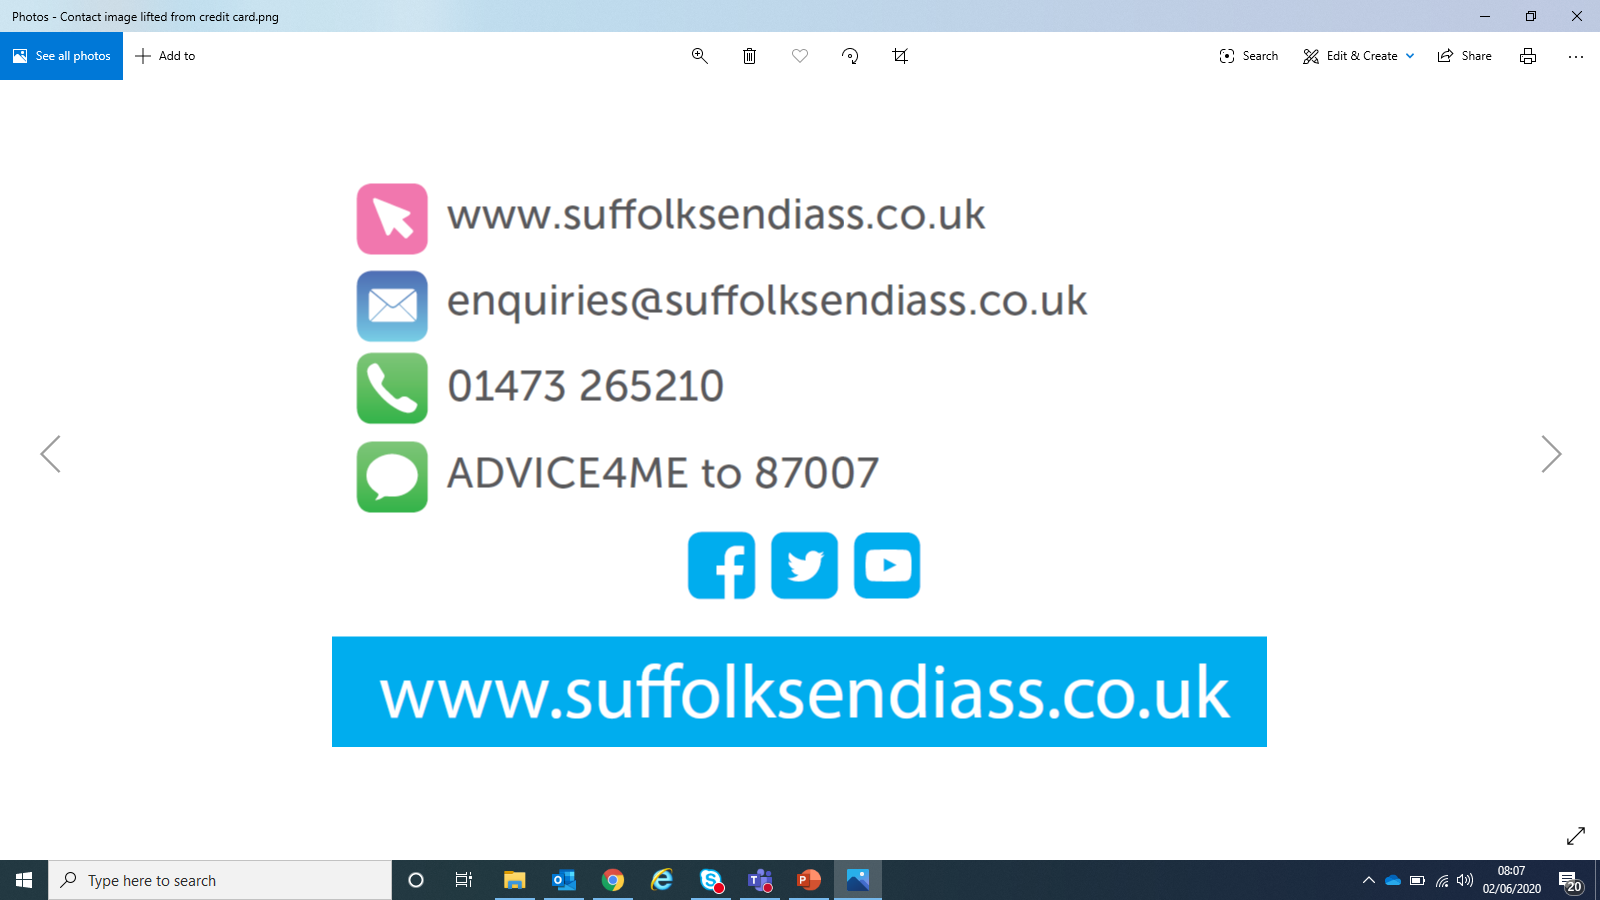 Photos - Contact image lifted from credit card.png
See all photos
Add to
Search
Edit & Create
Share
www.suffolksendiass.co.uk
enquiries@suffolksendiass.co.uk
01473 265210
ADVICE4ME to 87007
www.suffolksendiass.co.uk
Type here to search
08:07
02/06/2020
20